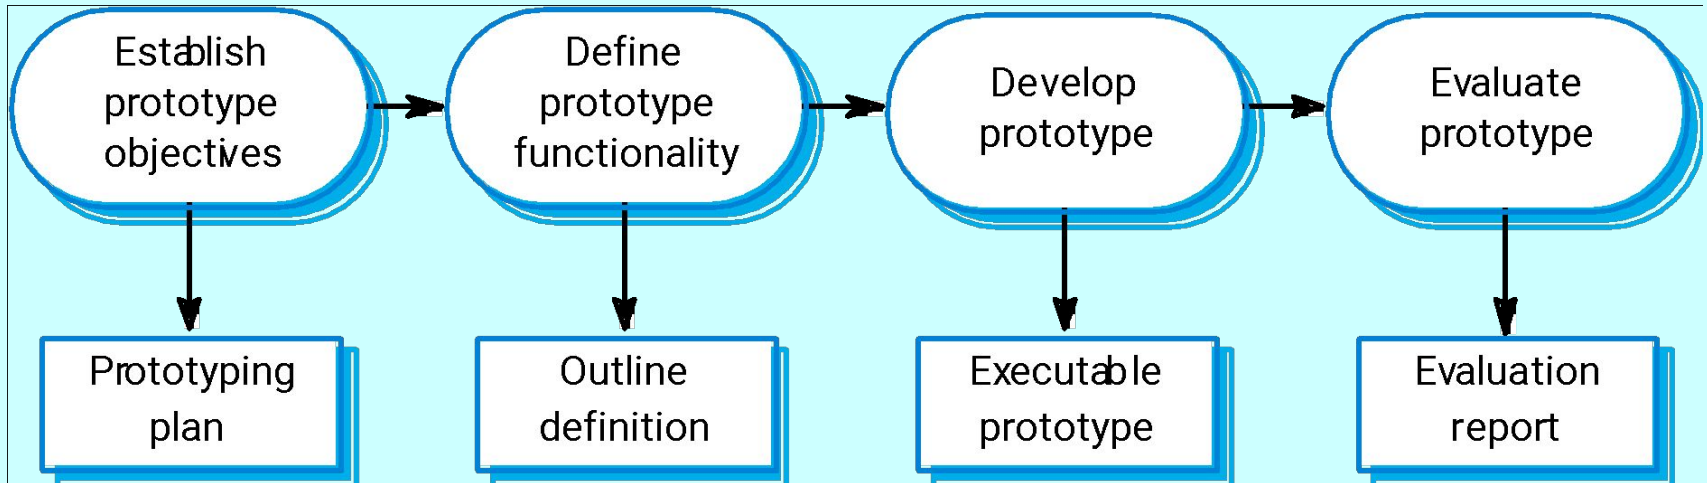 Establish
prototype
objectives
Define
prototype
functionality
Develop
prototype
Evaluate
prototype
Prototyping
plan
Outline
definition
Executable
prototype
Evaluation
report